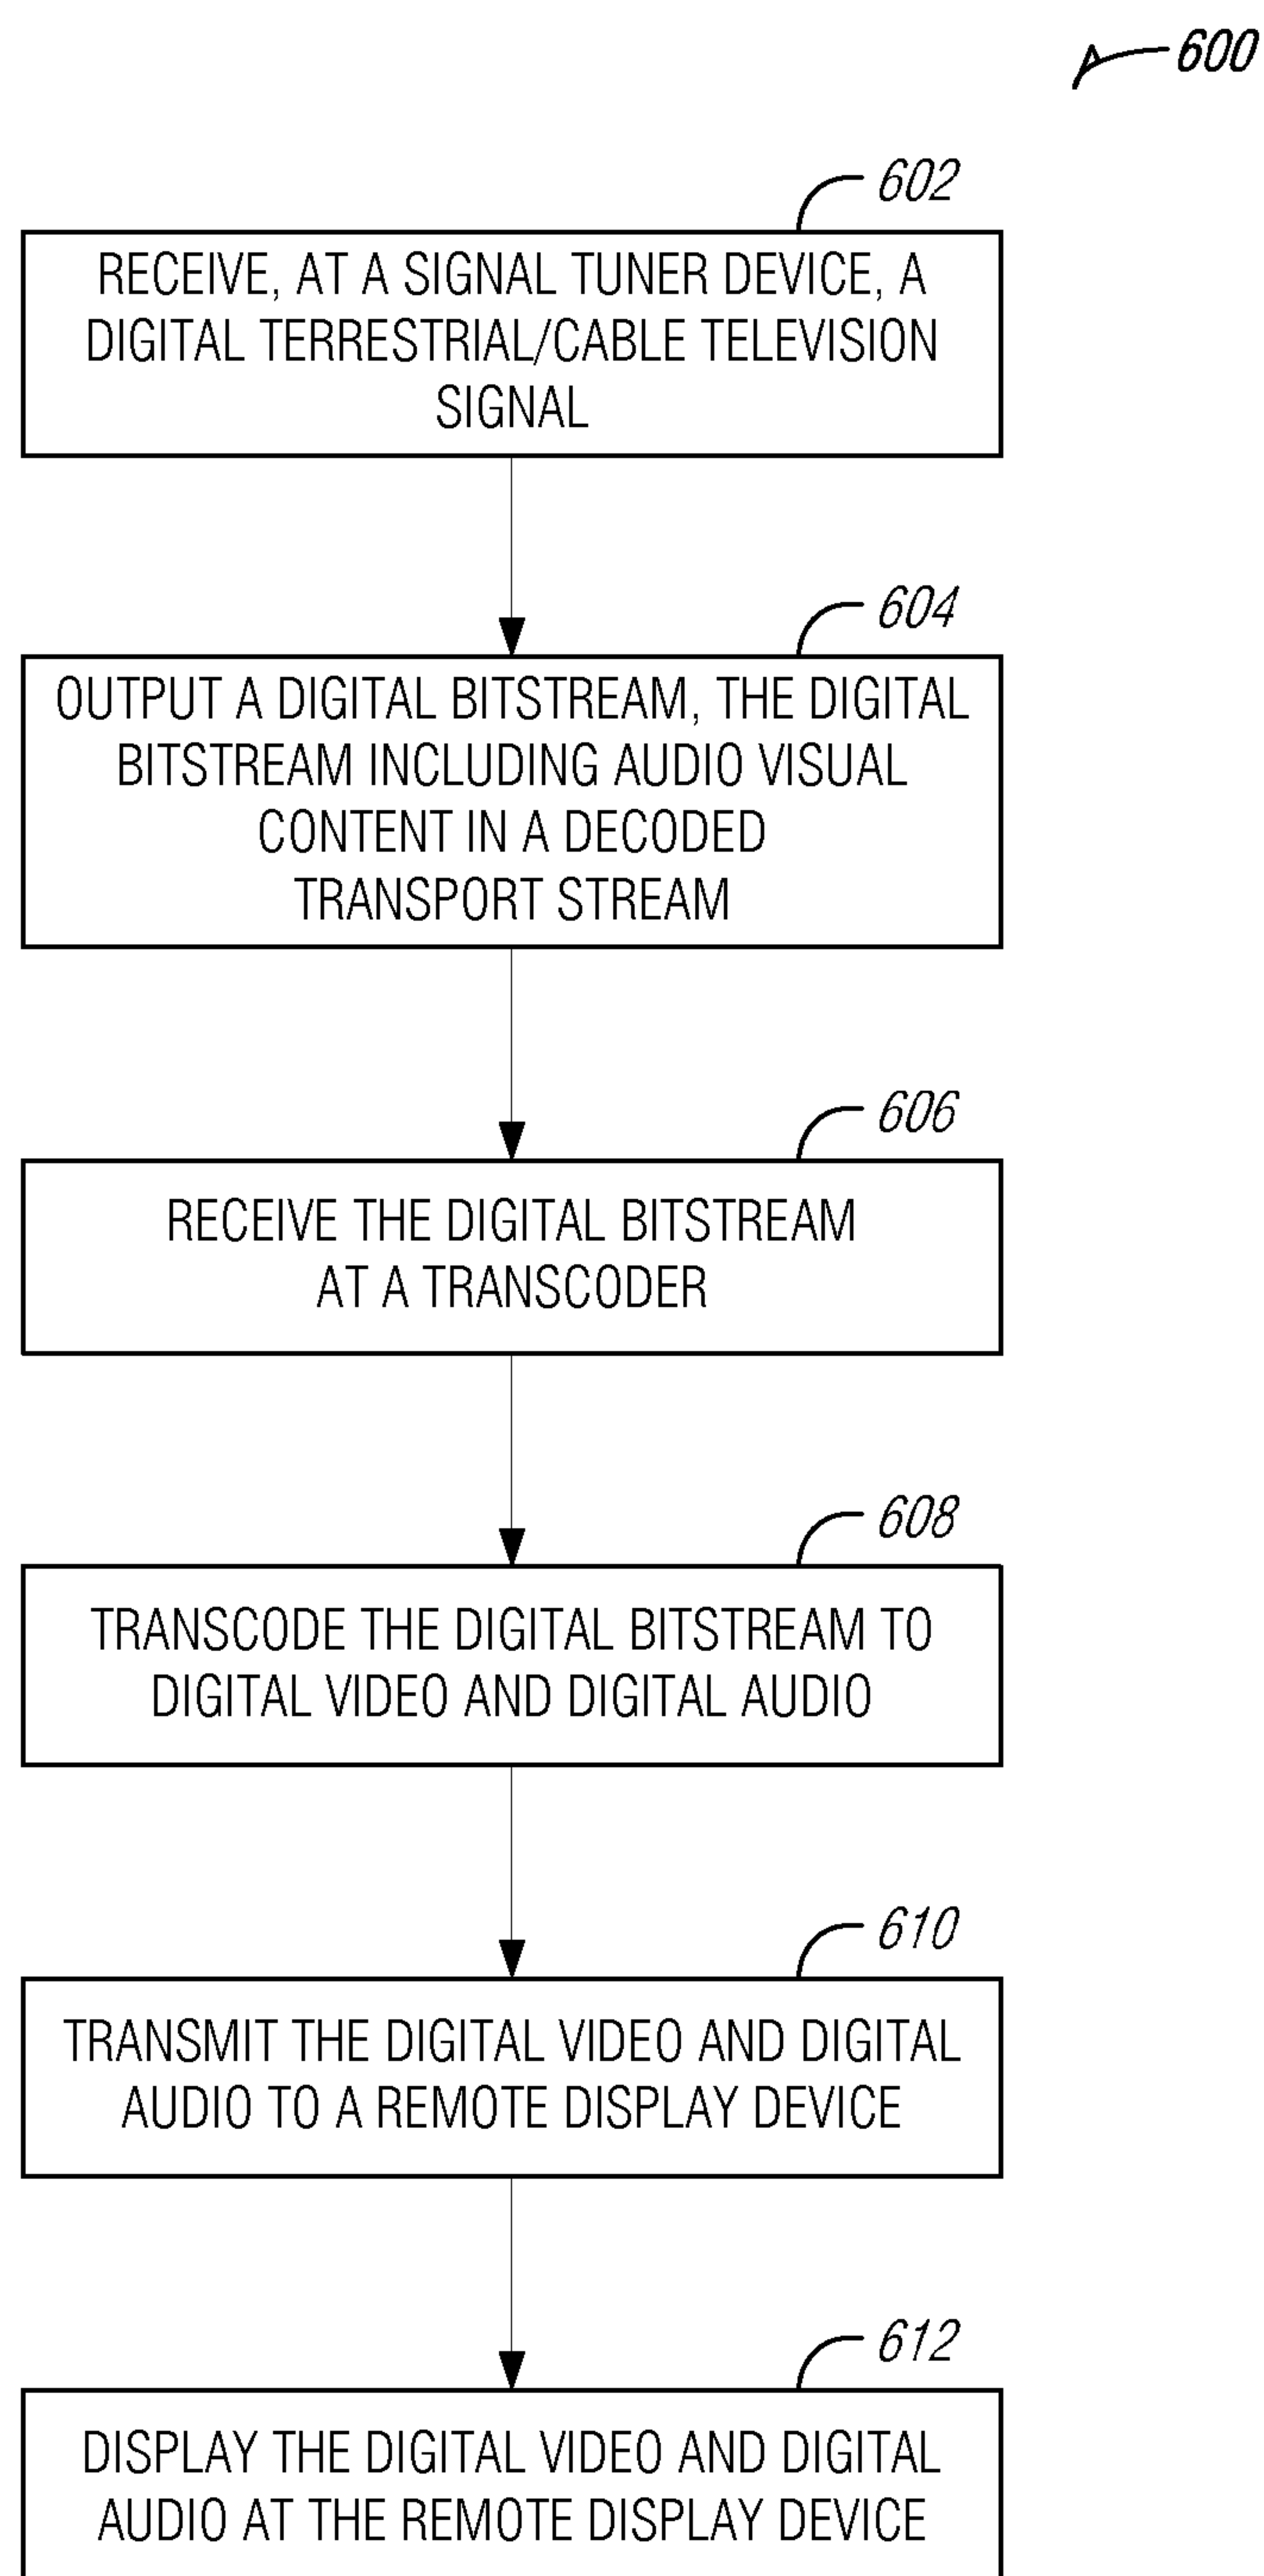 600
602
RECEIVE, AT A SIGNAL TUNER DEVICE, A
DIGITAL TERRESTRIAL/CABLE TELEVISION
SIGNAL
604
OUTPUT A DIGITAL BITSTREAM, THE DIGITAL
BITSTREAM INCLUDING AUDIO VISUAL
CONTENT IN A DECODED
TRANSPORT STREAM
606
RECEIVE THE DIGITAL BITSTREAM
AT A TRANSCODER
608
TRANSCODE THE DIGITAL BITSTREAM TO
DIGITAL VIDEO AND DIGITAL AUDIO
610
TRANSMIT THE DIGITAL VIDEO AND DIGITAL
AUDIO TO A REMOTE DISPLAY DEVICE
612
DISPLAY THE DIGITAL VIDEO AND DIGITAL
AUDIO AT THE REMOTE DISPLAY DEVICE